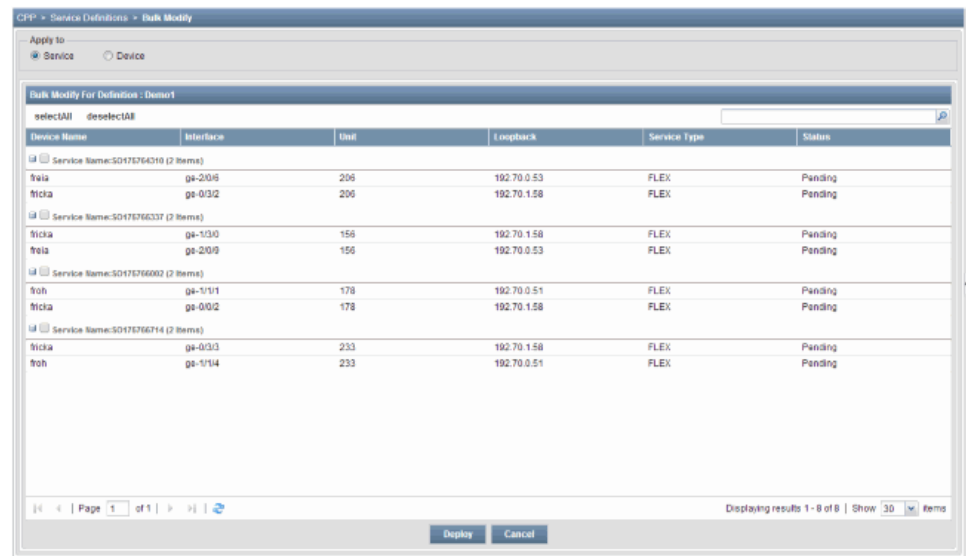 CPP > Service Definitions > Bulk Modify
Apply to
Service Device
Bulk Modify For Definition : Demo1
selectAll deselectAll
Device Name Interface Unit Loopback Service Type Status
Service Name:SO175764310 (2 Items)
freia ge-2/0/6 206 192.70.0.53 FLEX Pending
fricka ge-0/3/2 206 192.70.1.58 FLEX Pending
Service Name:SO175766337 (2 Items)
fricka ge-1/3/0 156 192.70.1.58 FLEX Pending
freia ge-2/0/9 156 192.70.0.53 FLEX Pending
Service Name:SO175766002 (2 Items)
froh ge-1/1/1 178 192.70.0.51 FLEX Pending
fricka ge-0/0/2 178 192.70.1.58 FLEX Pending
Service Name:SO175766714 (2 Items)
fricka ge-0/3/3 233 192.70.1.58 FLEX Pending
froh ge-1/1/4 233 192.70.0.51 FLEX Pending
Page 1 of 1 Displaying results 1 - 8 of 8 Show 30 items
Deploy Cancel